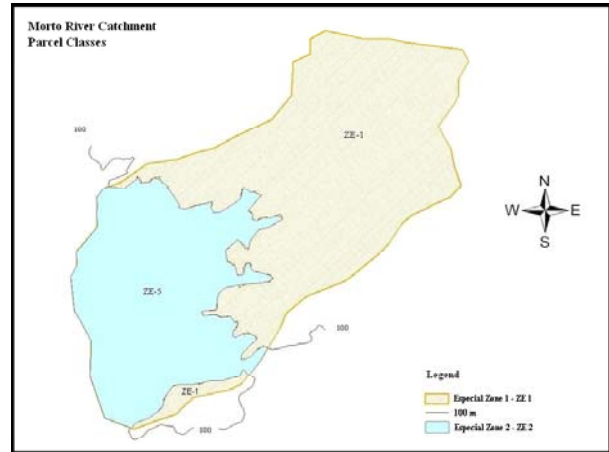 Morto River Catchment
Parcel Classes
ZE-1
100
N
W E
S
ZE-5
100
ZE-1
100
Legend
Especial Zone 1 - ZE 1
100 m
Especial Zone 2 - ZE 2